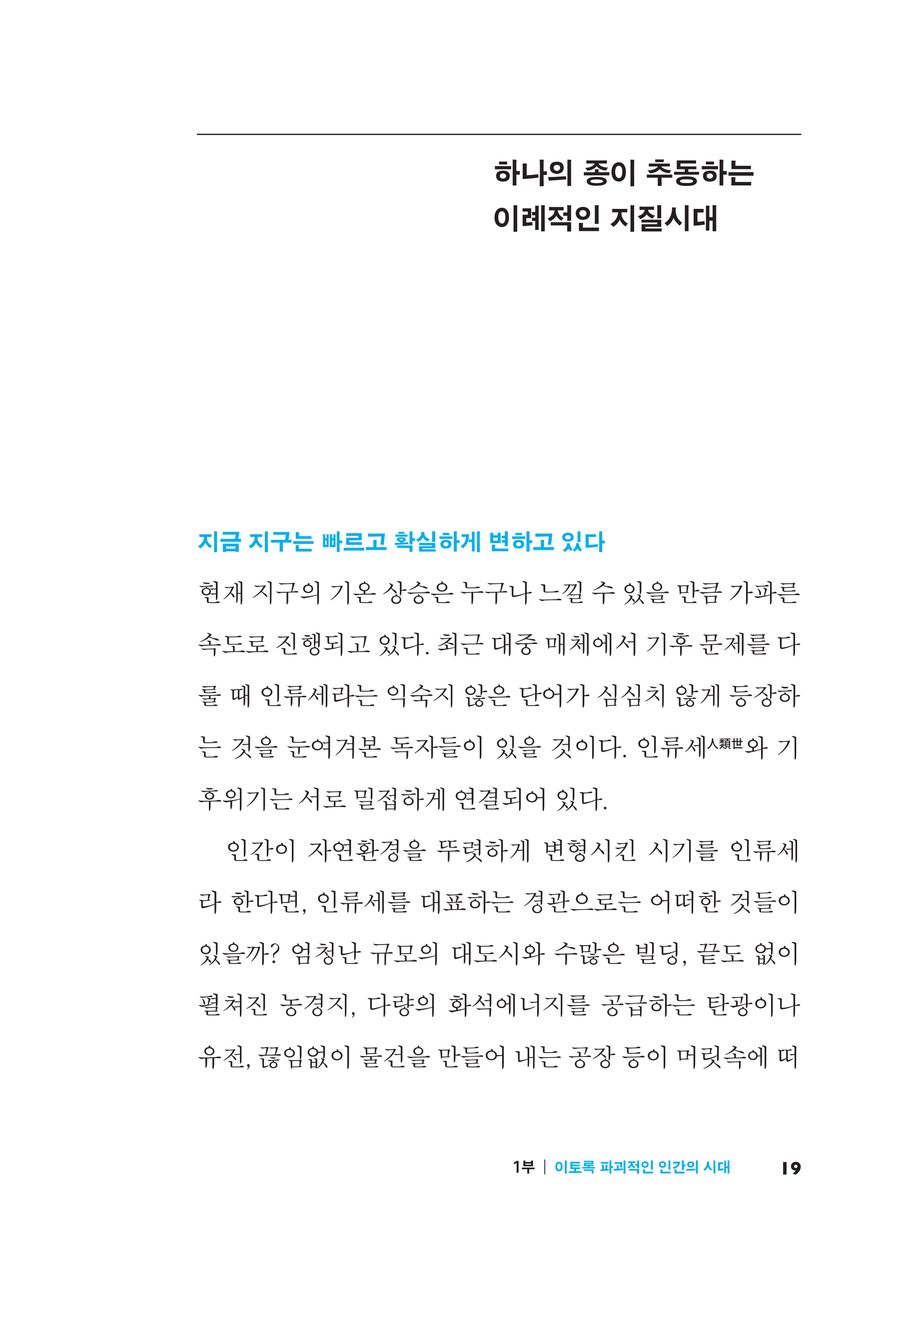 하나의 종이 추동하는
이례적인 지질시대
지금 지구는 빠르고 확실하게 변하고 있다
현재 지구의 기온 상승은 누구나 느낄 수 있을 만큼 가파른
속도로 진행되고 있다. 최근 대중 매체에서 기후 문제를 다
룰 때 인류세라는 익숙지 않은 단어가 심심치 않게 등장하
는 것을 눈여겨본 독자들이 있을 것이다. 인류세人類世와 기
후위기는 서로 밀접하게 연결되어 있다.
인간이 자연환경을 뚜렷하게 변형시킨 시기를 인류세
라 한다면, 인류세를 대표하는 경관으로는 어떠한 것들이
있을까? 엄청난 규모의 대도시와 수많은 빌딩, 끝도 없이
펼쳐진 농경지, 다량의 화석에너지를 공급하는 탄광이나
유전, 끊임없이 물건을 만들어 내는 공장 등이 머릿속에 떠
1부 | 이토록 파괴적인 인간의 시대 19